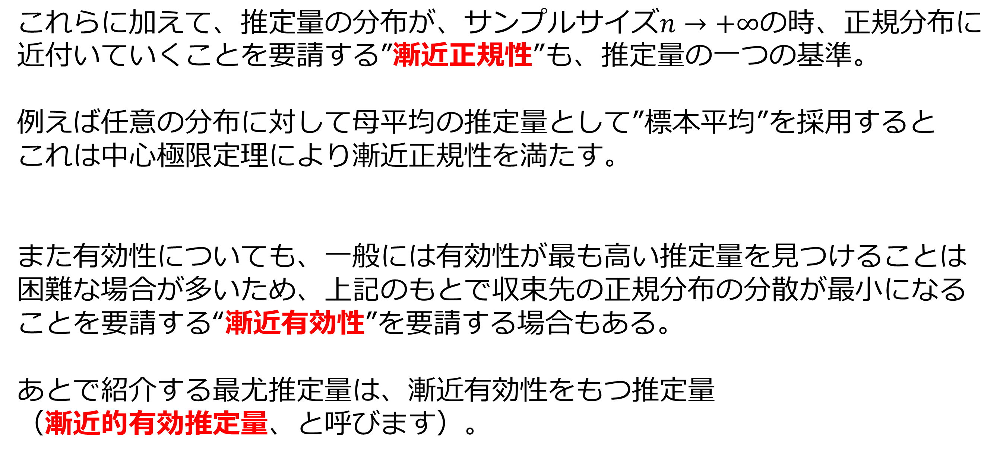 これらに加えて、推定量の分布が、サンプルサイズn → +∞の時、正規分布に
近付いていくことを要請する”漸近正規性”も、推定量の一つの基準。
例えば任意の分布に対して母平均の推定量として”標本平均”を採用すると
これは中心極限定理により漸近正規性を満たす。
また有効性についても、一般には有効性が最も高い推定量を見つけることは
困難な場合が多いため、上記のもとで収束先の正規分布の分散が最小になる
ことを要請する“漸近有効性”を要請する場合もある。
あとで紹介する最尤推定量は、漸近有効性をもつ推定量
（漸近的有効推定量、と呼びます）。